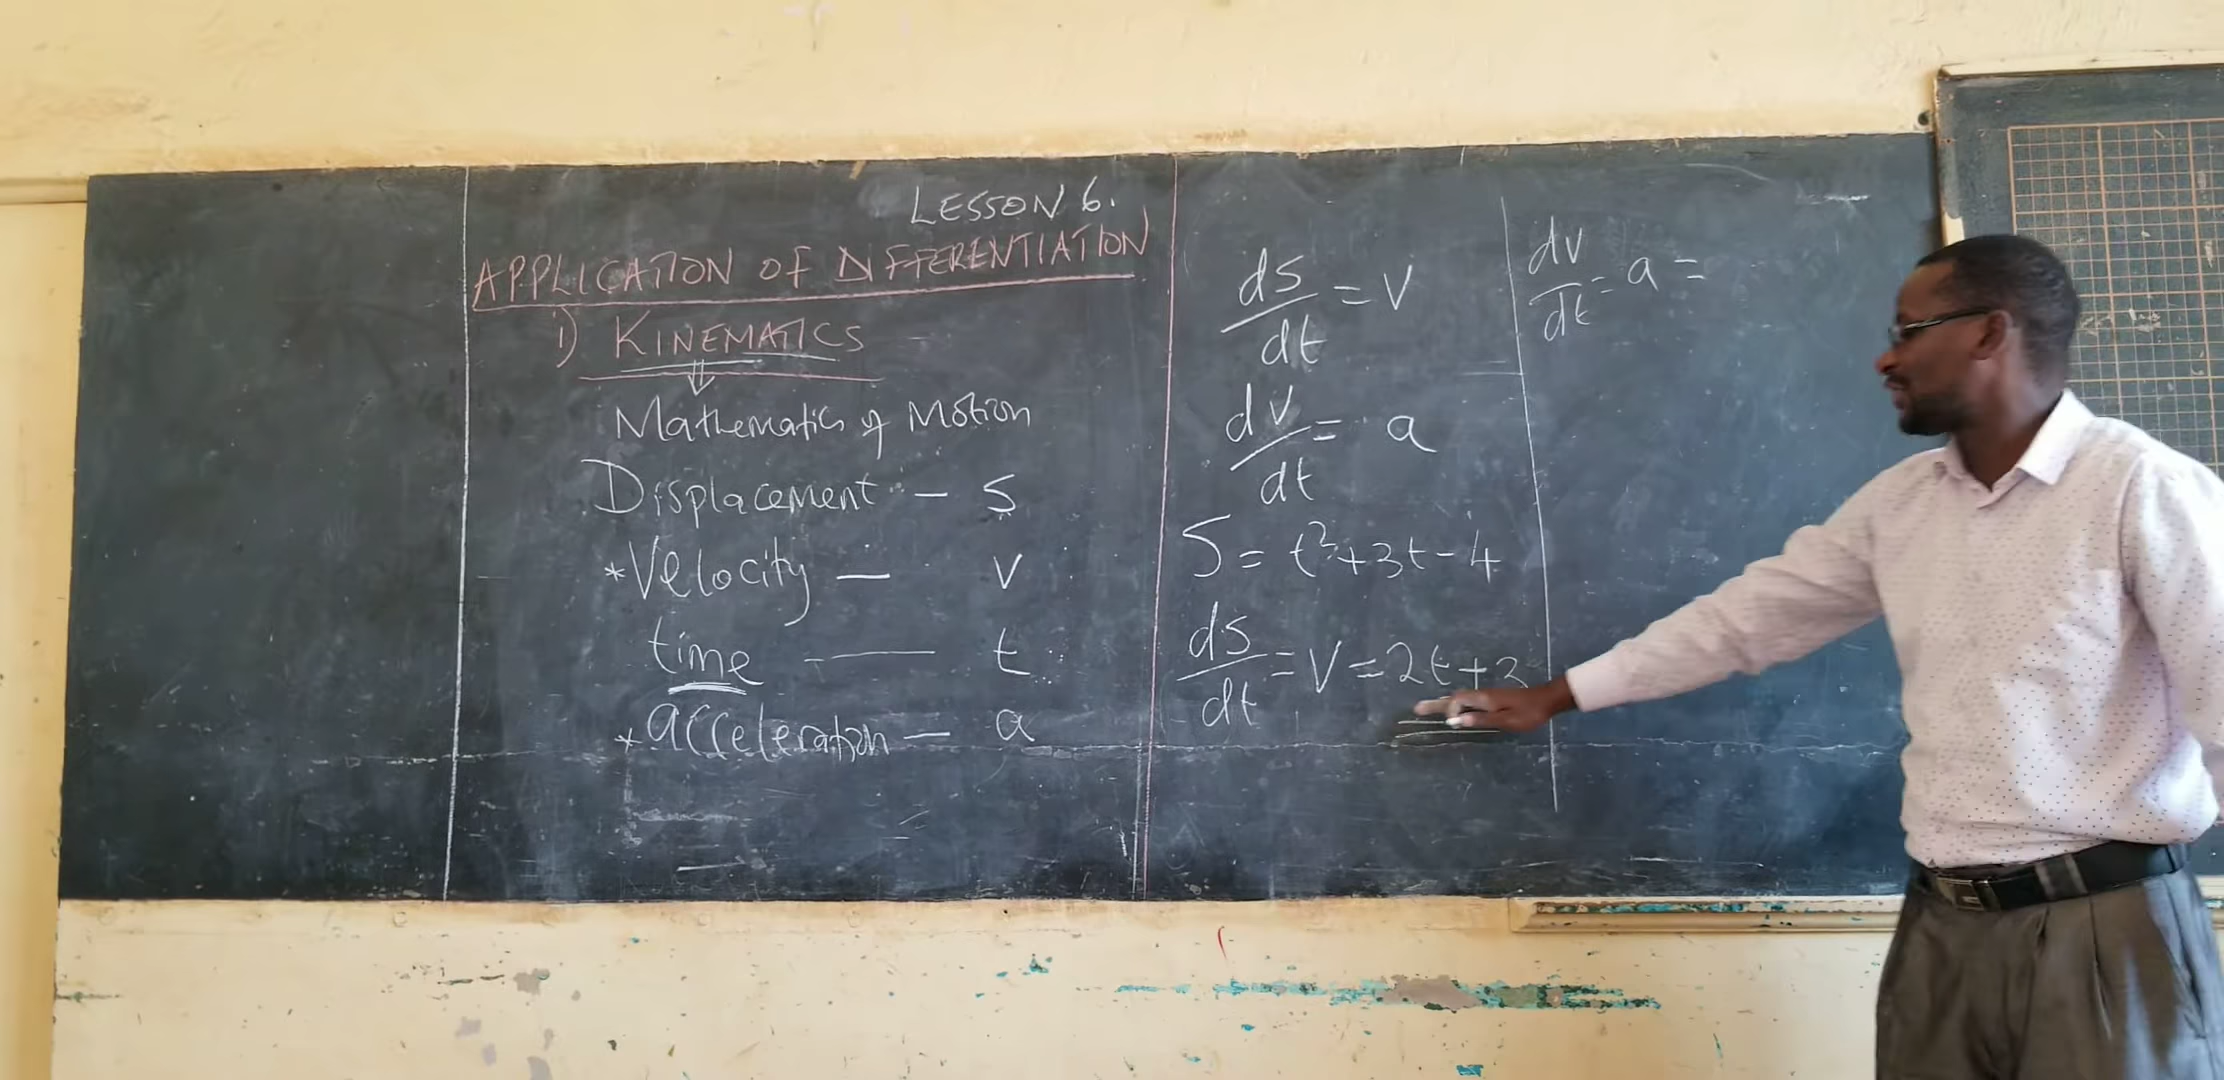 LESSON 6.
APPLICATION OF DIFFERENTIATION
i) KINEMATICS
Mathematics of Motion
Displacement - S
*Velocity - V
time - t
*acceleration - a
ds/dt = V
dv/dt = a
S = t²+3t-4
ds/dt = V = 2t+3
dv/dt = a =